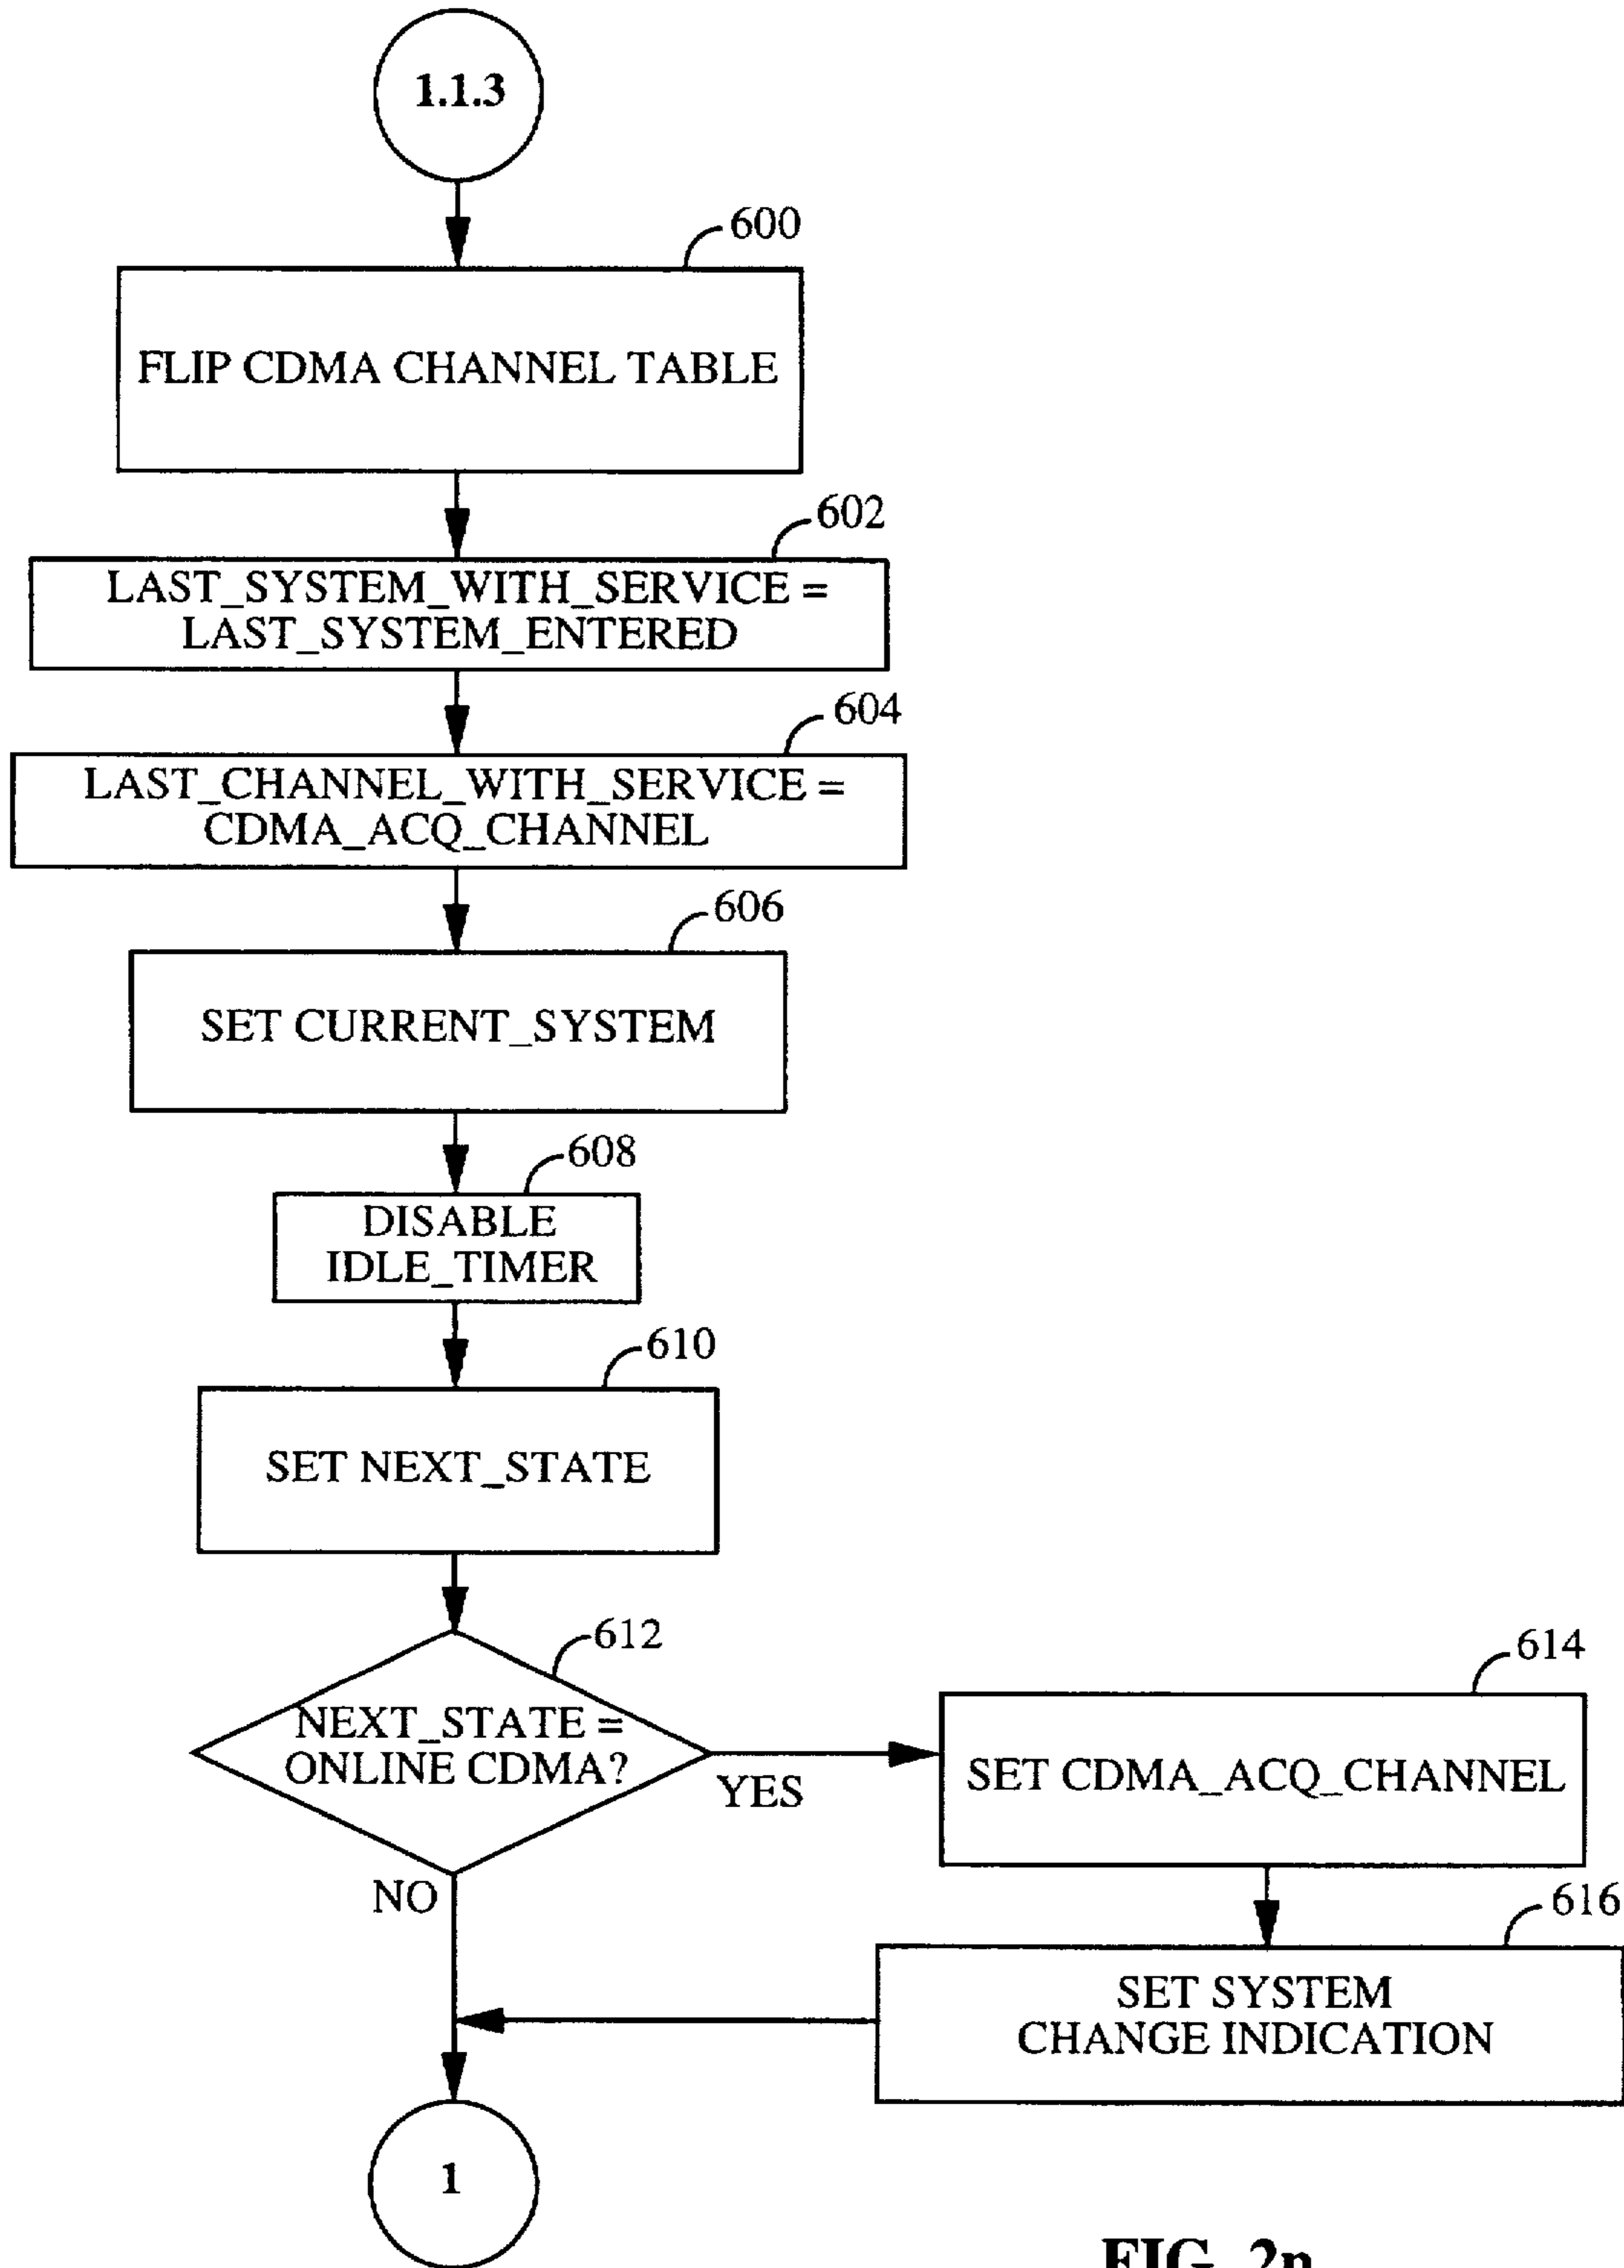 1.1.3
600
FLIP CDMA CHANNEL TABLE
602
LAST_SYSTEM_WITH_SERVICE =
LAST_SYSTEM_ENTERED
604
LAST_CHANNEL_WITH_SERVICE =
CDMA_ACQ_CHANNEL
606
SET CURRENT_SYSTEM
608
DISABLE
IDLE_TIMER
610
SET NEXT_STATE
612
NEXT_STATE =
ONLINE CDMA?
YES
NO
614
SET CDMA_ACQ_CHANNEL
616
SET SYSTEM
CHANGE INDICATION
1
FIG. 2n